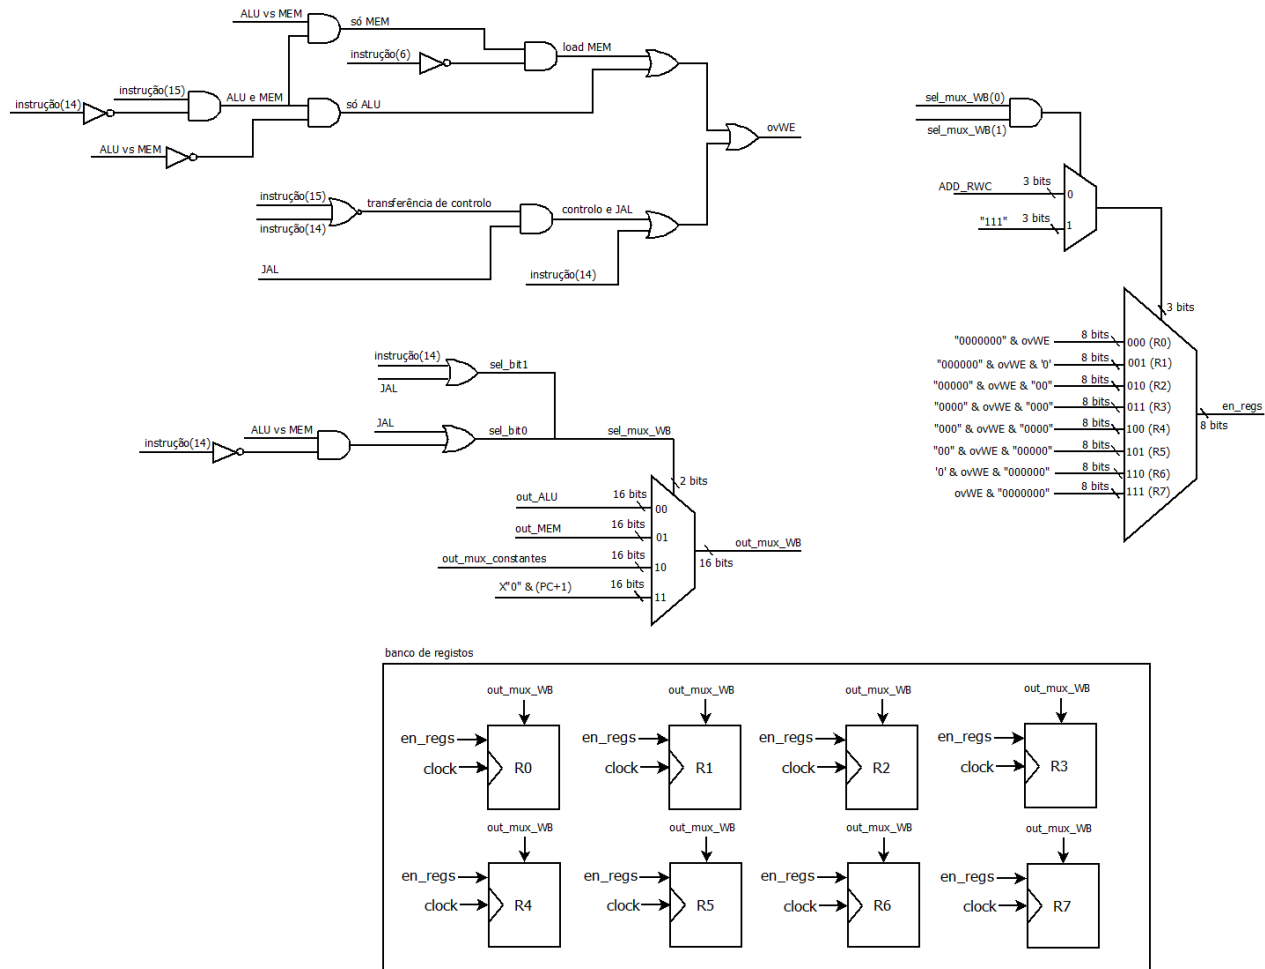 ALU vs MEM
só MEM
instrução(6)
load MEM
instrução(15)
instrução(14)
ALU e MEM
só ALU
ALU vs MEM
ovWE
instrução(15)
transferência de controlo
instrução(14)
controlo e JAL
JAL
instrução(14)
sel_mux_WB(0)
sel_mux_WB(1)
ADD_RWC
3 bits
0
"111"
3 bits
1
3 bits
"0000000" & ovWE
8 bits
000 (R0)
"000000" & ovWE & '0'
8 bits
001 (R1)
"00000" & ovWE & "00"
8 bits
010 (R2)
"0000" & ovWE & "000"
8 bits
011 (R3)
"000" & ovWE & "0000"
8 bits
100 (R4)
"00" & ovWE & "00000"
8 bits
101 (R5)
'0' & ovWE & "000000"
8 bits
110 (R6)
ovWE & "0000000"
8 bits
111 (R7)
en_regs
8 bits
instrução(14)
sel_bit1
JAL
ALU vs MEM
JAL
instrução(14)
sel_bit0
sel_mux_WB
2 bits
out_ALU
16 bits
00
out_MEM
16 bits
01
out_mux_constantes
16 bits
10
X"0" & (PC+1)
16 bits
11
out_mux_WB
16 bits
banco de registos
out_mux_WB
en_regs
clock
R0
out_mux_WB
en_regs
clock
R1
out_mux_WB
en_regs
clock
R2
out_mux_WB
en_regs
clock
R3
out_mux_WB
en_regs
clock
R4
out_mux_WB
en_regs
clock
R5
out_mux_WB
en_regs
clock
R6
out_mux_WB
en_regs
clock
R7